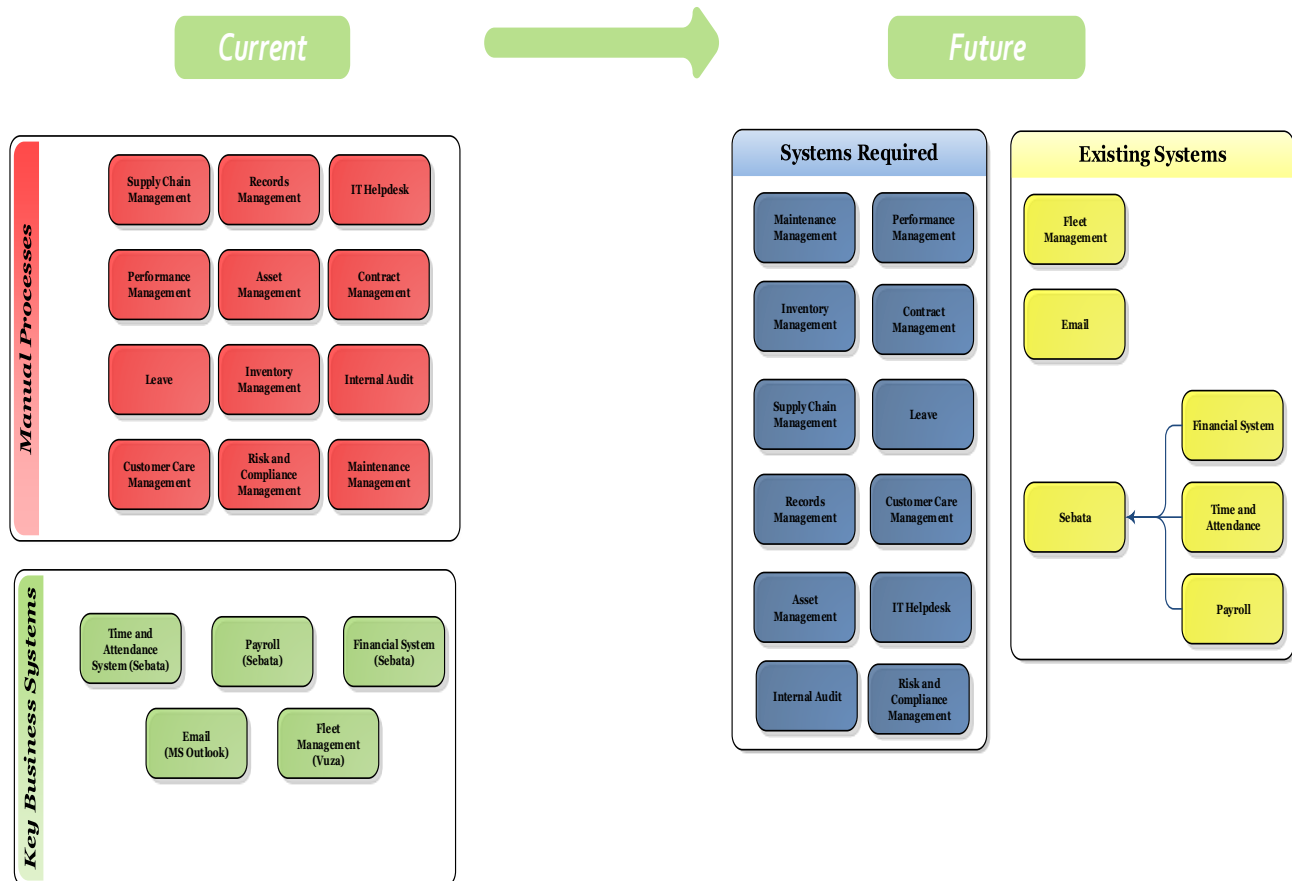 Current
Future
Manual Processes
Supply Chain
Management
Records
Management
IT Helpdesk
Performance
Management
Asset
Management
Contract
Management
Leave
Inventory
Management
Internal Audit
Customer Care
Management
Risk and
Compliance
Management
Maintenance
Management
Key Business Systems
Time and
Attendance
System (Sebata)
Payroll
(Sebata)
Financial System
(Sebata)
Email
(MS Outlook)
Fleet
Management
(Vuza)
Systems Required
Maintenance
Management
Performance
Management
Inventory
Management
Contract
Management
Supply Chain
Management
Leave
Records
Management
Customer Care
Management
Asset
Management
IT Helpdesk
Internal Audit
Risk and
Compliance
Management
Existing Systems
Fleet
Management
Email
Financial System
Sebata
Time and
Attendance
Payroll